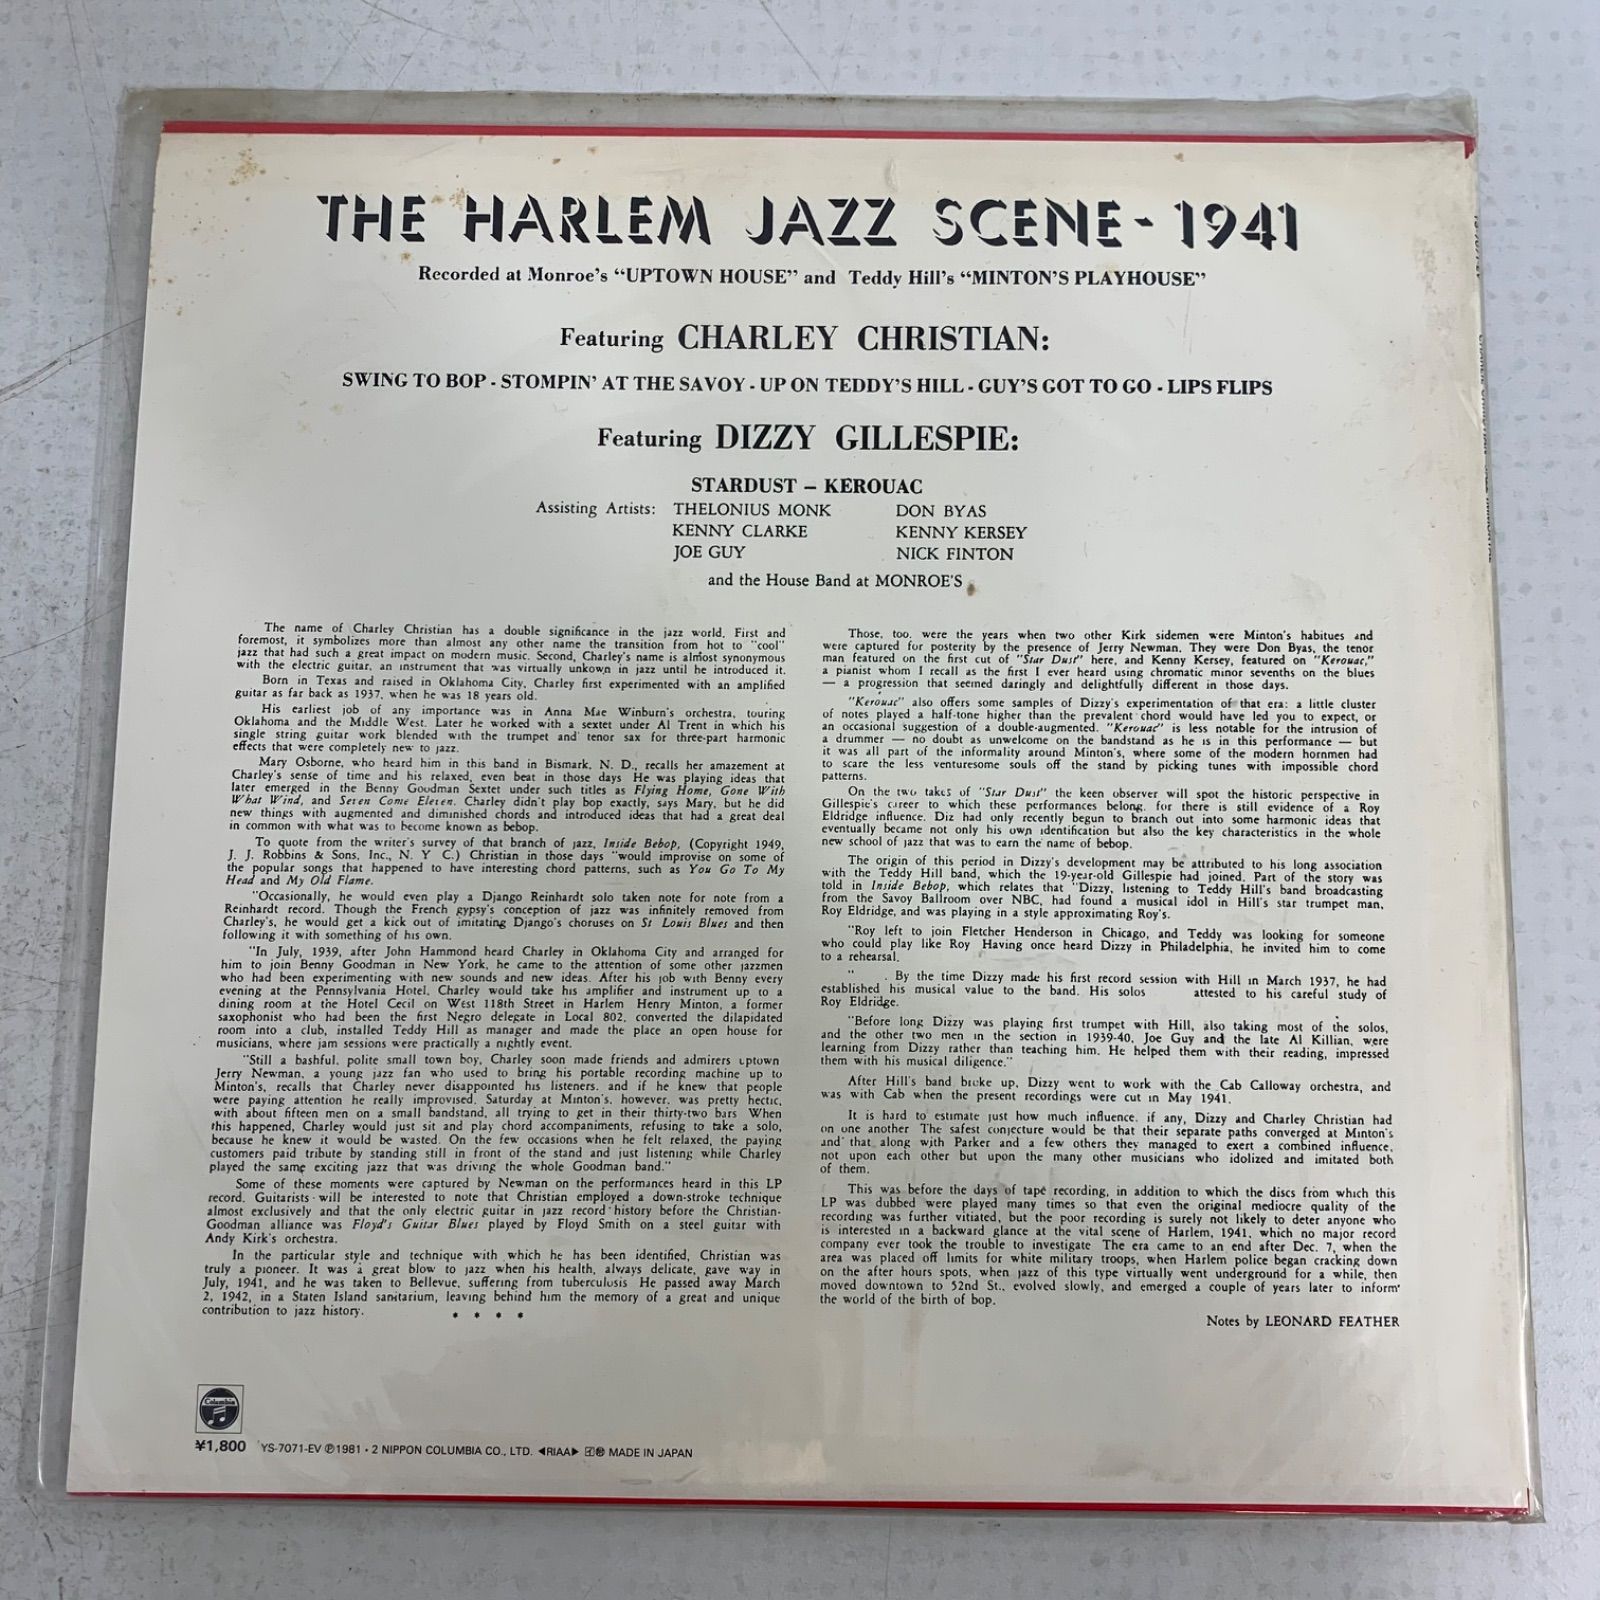 THE HARLEM JAZZ SCENE - 1941
Recorded at Monroe's "UPTOWN HOUSE" and Teddy Hill's "MINTON'S PLAYHOUSE"
Featuring CHARLEY CHRISTIAN:
SWING TO BOP - STOMPIN' AT THE SAVOY - UP ON TEDDY'S HILL - GUY'S GOT TO GO - LIPS FLIPS
Featuring DIZZY GILLESPIE:
STARDUST – KEROUAC
Assisting Artists: THELONIUS MONK DON BYAS
KENNY CLARKE KENNY KERSEY
JOE GUY NICK FINTON
and the House Band at MONROE'S
The name of Charley Christian has a double significance in the jazz world. First and
foremost, it symbolizes more than almost any other name the transition from hot to "cool"
jazz that had such a great impact on modern music. Second, Charley's name is almost synonymous
with the electric guitar, an instrument that was virtually unkown in jazz until he introduced it.
Born in Texas and raised in Oklahoma City, Charley first experimented with an amplified
guitar as far back as 1937, when he was 18 years old.
His earliest job of any importance was in Anna Mae Winburn's orchestra, touring
Oklahoma and the Middle West. Later he worked with a sextet under Al Trent in which his
single string guitar work blended with the trumpet and tenor sax for three-part harmonic
effects that were completely new to jazz.
Mary Osborne, who heard him in this band in Bismark, N. D., recalls her amazement at
Charley's sense of time and his relaxed, even beat in those days He was playing ideas that
later emerged in the Benny Goodman Sextet under such titles as Flying Home, Gone With
What Wind, and Seven Come Eleven. Charley didn't play bop exactly, says Mary, but he did
new things with augmented and diminished chords and introduced ideas that had a great deal
in common with what was to become known as bebop.
To quote from the writer's survey of that branch of jazz, Inside Bebop, (Copyright 1949,
J. J. Robbins & Sons, Inc., N. Y C.) Christian in those days "would improvise on some of
the popular songs that happened to have interesting chord patterns, such as You Go To My
Head and My Old Flame.
"Occasionally, he would even play a Django Reinhardt solo taken note for note from a
Reinhardt record. Though the French gypsy's conception of jazz was infinitely removed from
Charley's, he would get a kick out of imitating Django's choruses on St Louis Blues and then
following it with something of his own.
"In July, 1939, after John Hammond heard Charley in Oklahoma City and arranged for
him to join Benny Goodman in New York, he came to the attention of some other jazzmen
who had been experimenting with new sounds and new ideas. After his job with Benny every
evening at the Pennsylvania Hotel, Charley would take his amplifier and instrument up to a
dining room at the Hotel Cecil on West 118th Street in Harlem Henry Minton, a former
saxophonist who had been the first Negro delegate in Local 802, converted the dilapidated
room into a club, installed Teddy Hill as manager and made the place an open house for
musicians, where jam sessions were practically a nightly event.
"Still a bashful, polite small town boy, Charley soon made friends and admirers uptown
Jerry Newman, a young jazz fan who used to bring his portable recording machine up to
Minton's, recalls that Charley never disappointed his listeners, and if he knew that people
were paying attention he really improvised. Saturday at Minton's, however, was pretty hectic,
with about fifteen men on a small bandstand, all trying to get in their thirty-two bars When
this happened, Charley would just sit and play chord accompaniments, refusing to take a solo,
because he knew it would be wasted. On the few occasions when he felt relaxed, the paying
customers paid tribute by standing still in front of the stand and just listening while Charley
played the same exciting jazz that was driving the whole Goodman band."
Some of these moments were captured by Newman on the performances heard in this LP
record. Guitarists will be interested to note that Christian employed a down-stroke technique
almost exclusively and that the only electric guitar in jazz record history before the Christian-
Goodman alliance was Floyd's Guitar Blues played by Floyd Smith on a steel guitar with
Andy Kirk's orchestra.
In the particular style and technique with which he has been identified, Christian was
truly a pioneer. It was a great blow to jazz when his health, always delicate, gave way in
July, 1941, and he was taken to Bellevue, suffering from tuberculosis He passed away March
2, 1942, in a Staten Island sanitarium, leaving behind him the memory of a great and unique
contribution to jazz history.
* * * *
Those, too, were the years when two other Kirk sidemen were Minton's habitues and
were captured for posterity by the presence of Jerry Newman. They were Don Byas, the tenor
man featured on the first cut of "Star Dust" here, and Kenny Kersey, featured on "Kerouac,"
a pianist whom I recall as the first I ever heard using chromatic minor sevenths on the blues
— a progression that seemed daringly and delightfully different in those days.
"Kerouac" also offers some samples of Dizzy's experimentation of that era: a little cluster
of notes played a half-tone higher than the prevalent chord would have led you to expect, or
an occasional suggestion of a double-augmented. "Kerouac" is less notable for the intrusion of
a drummer — no doubt as unwelcome on the bandstand as he is in this performance — but
it was all part of the informality around Minton's, where some of the modern hornmen had
to scare the less venturesome souls off the stand by picking tunes with impossible chord
patterns.
On the two takes of "Star Dust" the keen observer will spot the historic perspective in
Gillespie's career to which these performances belong, for there is still evidence of a Roy
Eldridge influence. Diz had only recently begun to branch out into some harmonic ideas that
eventually became not only his own identification but also the key characteristics in the whole
new school of jazz that was to earn the name of bebop.
The origin of this period in Dizzy's development may be attributed to his long association
with the Teddy Hill band, which the 19-year-old Gillespie had joined. Part of the story was
told in Inside Bebop, which relates that "Dizzy, listening to Teddy Hill's band broadcasting
from the Savoy Ballroom over NBC, had found a musical idol in Hill's star trumpet man,
Roy Eldridge, and was playing in a style approximating Roy's.
"Roy left to join Fletcher Henderson in Chicago, and Teddy was looking for someone
who could play like Roy Having once heard Dizzy in Philadelphia, he invited him to come
to a rehearsal.
" . By the time Dizzy made his first record session with Hill in March 1937, he had
established his musical value to the band. His solos attested to his careful study of
Roy Eldridge.
"Before long Dizzy was playing first trumpet with Hill, also taking most of the solos,
and the other two men in the section in 1939-40, Joe Guy and the late Al Killian, were
learning from Dizzy rather than teaching him. He helped them with their reading, impressed
them with his musical diligence."
After Hill's band broke up, Dizzy went to work with the Cab Calloway orchestra, and
was with Cab when the present recordings were cut in May 1941.
It is hard to estimate just how much influence, if any, Dizzy and Charley Christian had
on one another The safest conjecture would be that their separate paths converged at Minton's
and that along with Parker and a few others they managed to exert a combined influence,
not upon each other but upon the many other musicians who idolized and imitated both
of them.
This was before the days of tape recording, in addition to which the discs from which this
LP was dubbed were played many times so that even the original mediocre quality of the
recording was further vitiated, but the poor recording is surely not likely to deter anyone who
is interested in a backward glance at the vital scene of Harlem, 1941, which no major record
company ever took the trouble to investigate The era came to an end after Dec. 7, when the
area was placed off limits for white military troops, when Harlem police began cracking down
on the after hours spots, when jazz of this type virtually went underground for a while, then
moved downtown to 52nd St., evolved slowly, and emerged a couple of years later to inform
the world of the birth of bop.
Notes by LEONARD FEATHER
Columbia
¥1,800 YS-7071-EV ℗1981・2 NIPPON COLUMBIA CO., LTD. ◀RIAA▶ MADE IN JAPAN